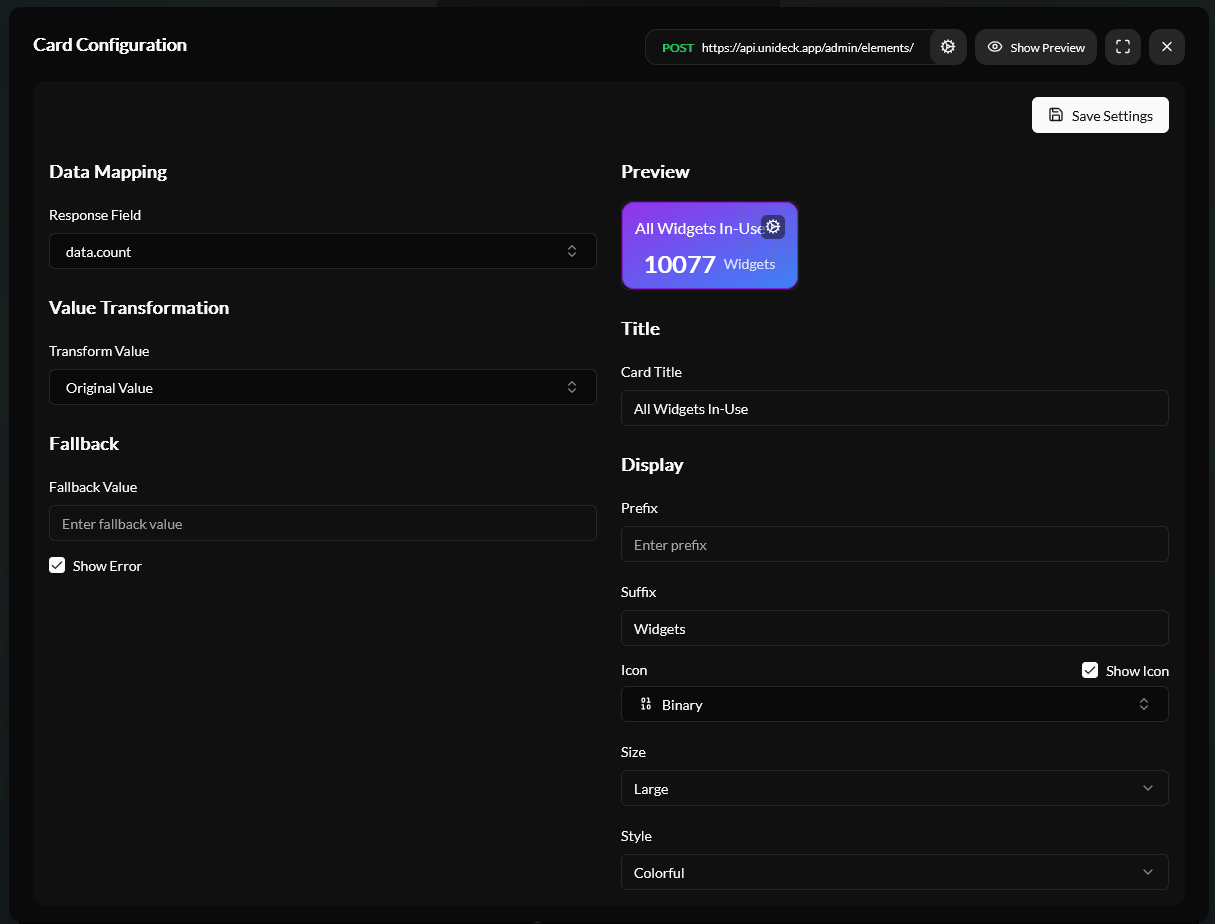 Card Configuration
POST https://api.unideck.app/admin/elements/
Show Preview
Save Settings
Data Mapping
Response Field
data.count
Value Transformation
Transform Value
Original Value
Fallback
Fallback Value
Enter fallback value
Show Error
Preview
All Widgets In-Use
10077 Widgets
Title
Card Title
All Widgets In-Use
Display
Prefix
Enter prefix
Suffix
Widgets
Icon
Show Icon
01
10
Binary
Size
Large
Style
Colorful